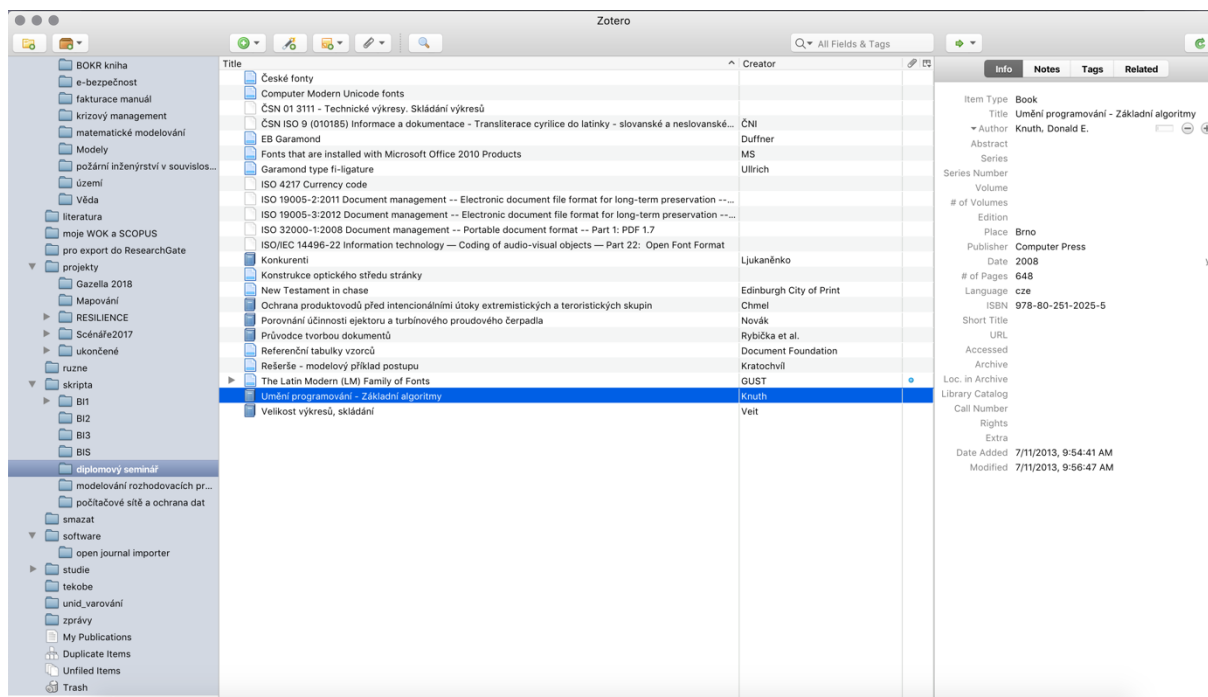 Zotero
All Fields & Tags
BOKR kniha
e-bezpečnost
fakturace manuál
krizový management
matematické modelování
Modely
požární inženýrství v souvislos...
území
Věda
literatura
moje WOK a SCOPUS
pro export do ResearchGate
projekty
Gazella 2018
Mapování
RESILIENCE
Scénáře2017
ukončené
ruzne
skripta
BI1
BI2
BI3
BIS
diplomový seminář
modelování rozhodovacích pr...
počítačové sítě a ochrana dat
smazat
software
open journal importer
studie
tekobe
unid_varování
zprávy
My Publications
Duplicate Items
Unfiled Items
Trash
Title Creator
České fonty
Computer Modern Unicode fonts
ČSN 01 3111 - Technické výkresy. Skládání výkresů
ČSN ISO 9 (010185) Informace a dokumentace - Transliterace cyrilice do latinky - slovanské a neslovanské... ČNI
EB Garamond Duffner
Fonts that are installed with Microsoft Office 2010 Products MS
Garamond type fi-ligature Ullrich
ISO 4217 Currency code
ISO 19005-2:2011 Document management -- Electronic document file format for long-term preservation --...
ISO 19005-3:2012 Document management -- Electronic document file format for long-term preservation --...
ISO 32000-1:2008 Document management -- Portable document format -- Part 1: PDF 1.7
ISO/IEC 14496-22 Information technology — Coding of audio-visual objects — Part 22: Open Font Format
Konkurenti Ljukaněnko
Konstrukce optického středu stránky
New Testament in chase Edinburgh City of Print
Ochrana produktovodů před intencionálními útoky extremistických a teroristických skupin Chmel
Porovnání účinnosti ejektoru a turbínového proudového čerpadla Novák
Průvodce tvorbou dokumentů Rybička et al.
Referenční tabulky vzorců Document Foundation
Rešerše - modelový příklad postupu Kratochvíl
The Latin Modern (LM) Family of Fonts GUST
Umění programování - Základní algoritmy Knuth
Velikost výkresů, skládání Veit
Info Notes Tags Related
Item Type Book
Title Umění programování - Základní algoritmy
Author Knuth, Donald E.
Abstract
Series
Series Number
Volume
# of Volumes
Edition
Place Brno
Publisher Computer Press
Date 2008 y
# of Pages 648
Language cze
ISBN 978-80-251-2025-5
Short Title
URL
Accessed
Archive
Loc. in Archive
Library Catalog
Call Number
Rights
Extra
Date Added 7/11/2013, 9:54:41 AM
Modified 7/11/2013, 9:56:47 AM